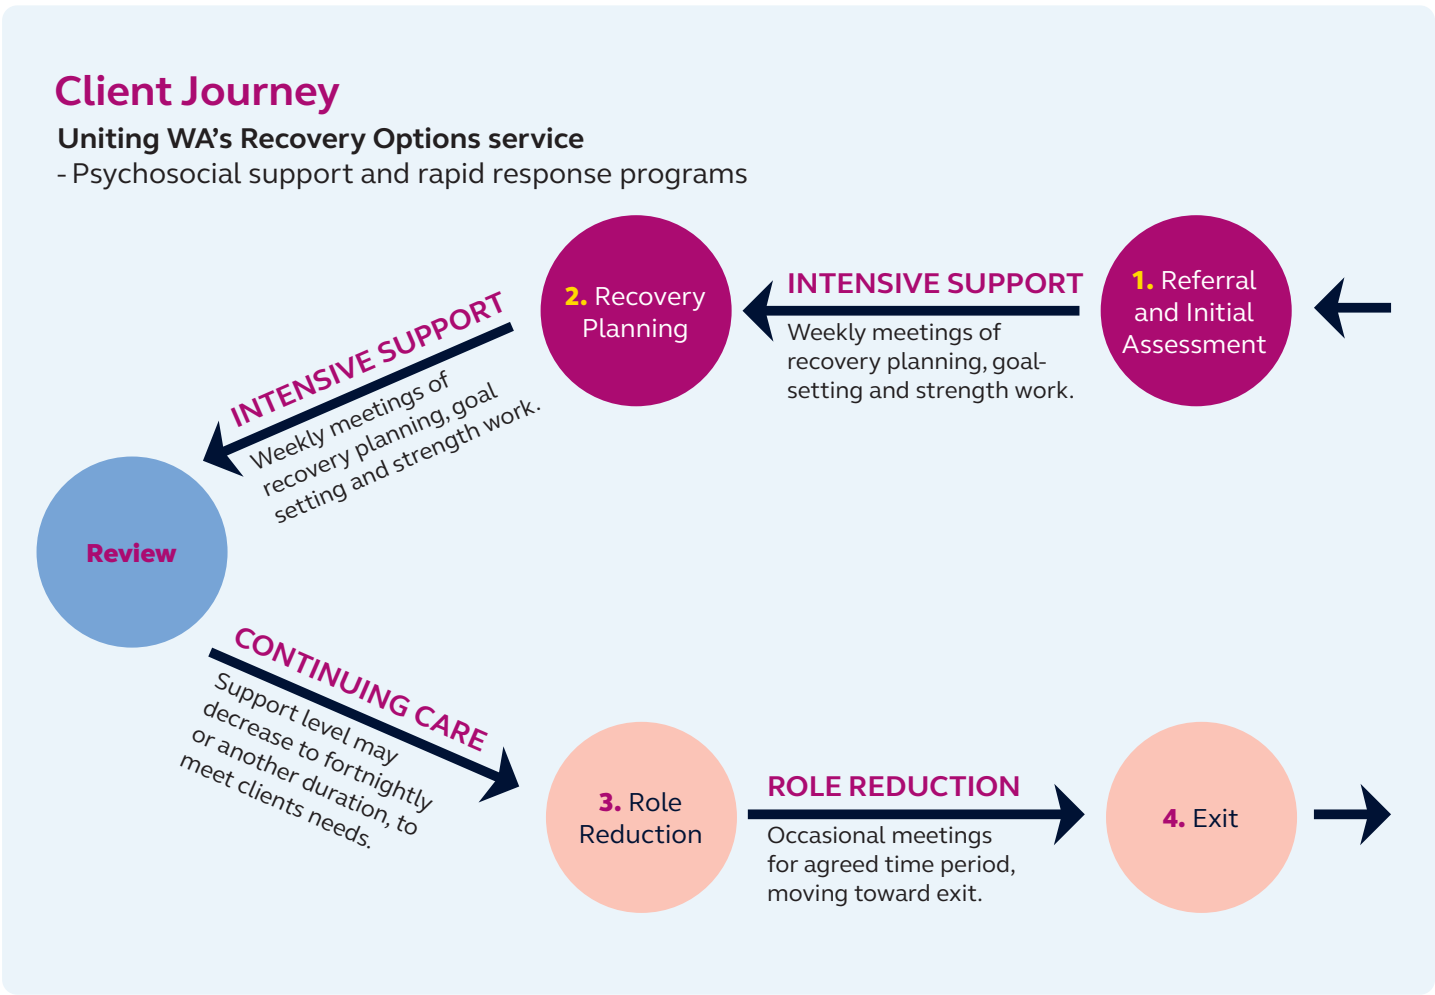 Client Journey
Uniting WA’s Recovery Options service
- Psychosocial support and rapid response programs
1. Referral
and Initial
Assessment
INTENSIVE SUPPORT
Weekly meetings of
recovery planning, goal-
setting and strength work.
2. Recovery
Planning
INTENSIVE SUPPORT
Weekly meetings of
recovery planning, goal
setting and strength work.
Review
CONTINUING CARE
Support level may
decrease to fortnightly
or another duration, to
meet clients needs.
3. Role
Reduction
ROLE REDUCTION
Occasional meetings
for agreed time period,
moving toward exit.
4. Exit